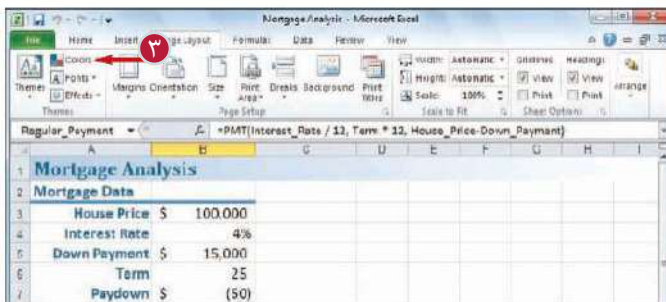 Mortgage Analysis - Microsoft Excel
File Home Insert Page Layout Formulas Data Review View
Colors ٣
Fonts
Effects
Themes Margins Orientation Size Print Area Breaks Background Print Titles
Width: Automatic
Height: Automatic
Scale: 100%
Gridlines Headings
View View
Print Print
Arrange
Themes Page Setup Scale to Fit Sheet Options
Regular_Payment =PMT(Interest_Rate / 12, Term * 12, House_Price-Down_Payment)
A B C D E F G H I
1 Mortgage Analysis
2 Mortgage Data
3 House Price $ 100,000
4 Interest Rate 4%
5 Down Payment $ 15,000
6 Term 25
7 Paydown $ (50)